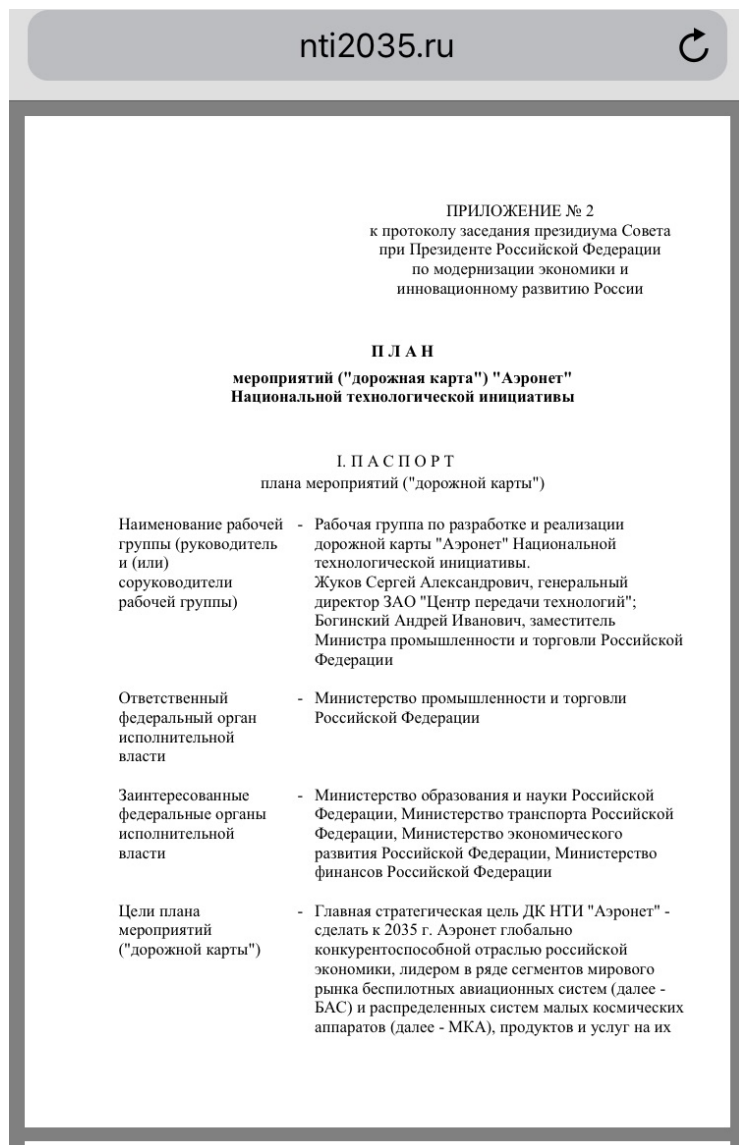 nti2035.ru
ПРИЛОЖЕНИЕ № 2
к протоколу заседания президиума Совета
при Президенте Российской Федерации
по модернизации экономики и
инновационному развитию России
П Л А Н
мероприятий ("дорожная карта") "Аэронет"
Национальной технологической инициативы
I. П А С П О Р Т
плана мероприятий ("дорожной карты")
Наименование рабочей - Рабочая группа по разработке и реализации
группы (руководитель дорожной карты "Аэронет" Национальной
и (или) технологической инициативы.
соруководители Жуков Сергей Александрович, генеральный
рабочей группы) директор ЗАО "Центр передачи технологий";
Богинский Андрей Иванович, заместитель
Министра промышленности и торговли Российской
Федерации
Ответственный - Министерство промышленности и торговли
федеральный орган Российской Федерации
исполнительной
власти
Заинтересованные - Министерство образования и науки Российской
федеральные органы Федерации, Министерство транспорта Российской
исполнительной Федерации, Министерство экономического
власти развития Российской Федерации, Министерство
финансов Российской Федерации
Цели плана - Главная стратегическая цель ДК НТИ "Аэронет" -
мероприятий сделать к 2035 г. Аэронет глобально
("дорожной карты") конкурентоспособной отраслью российской
экономики, лидером в ряде сегментов мирового
рынка беспилотных авиационных систем (далее -
БАС) и распределенных систем малых космических
аппаратов (далее - МКА), продуктов и услуг на их